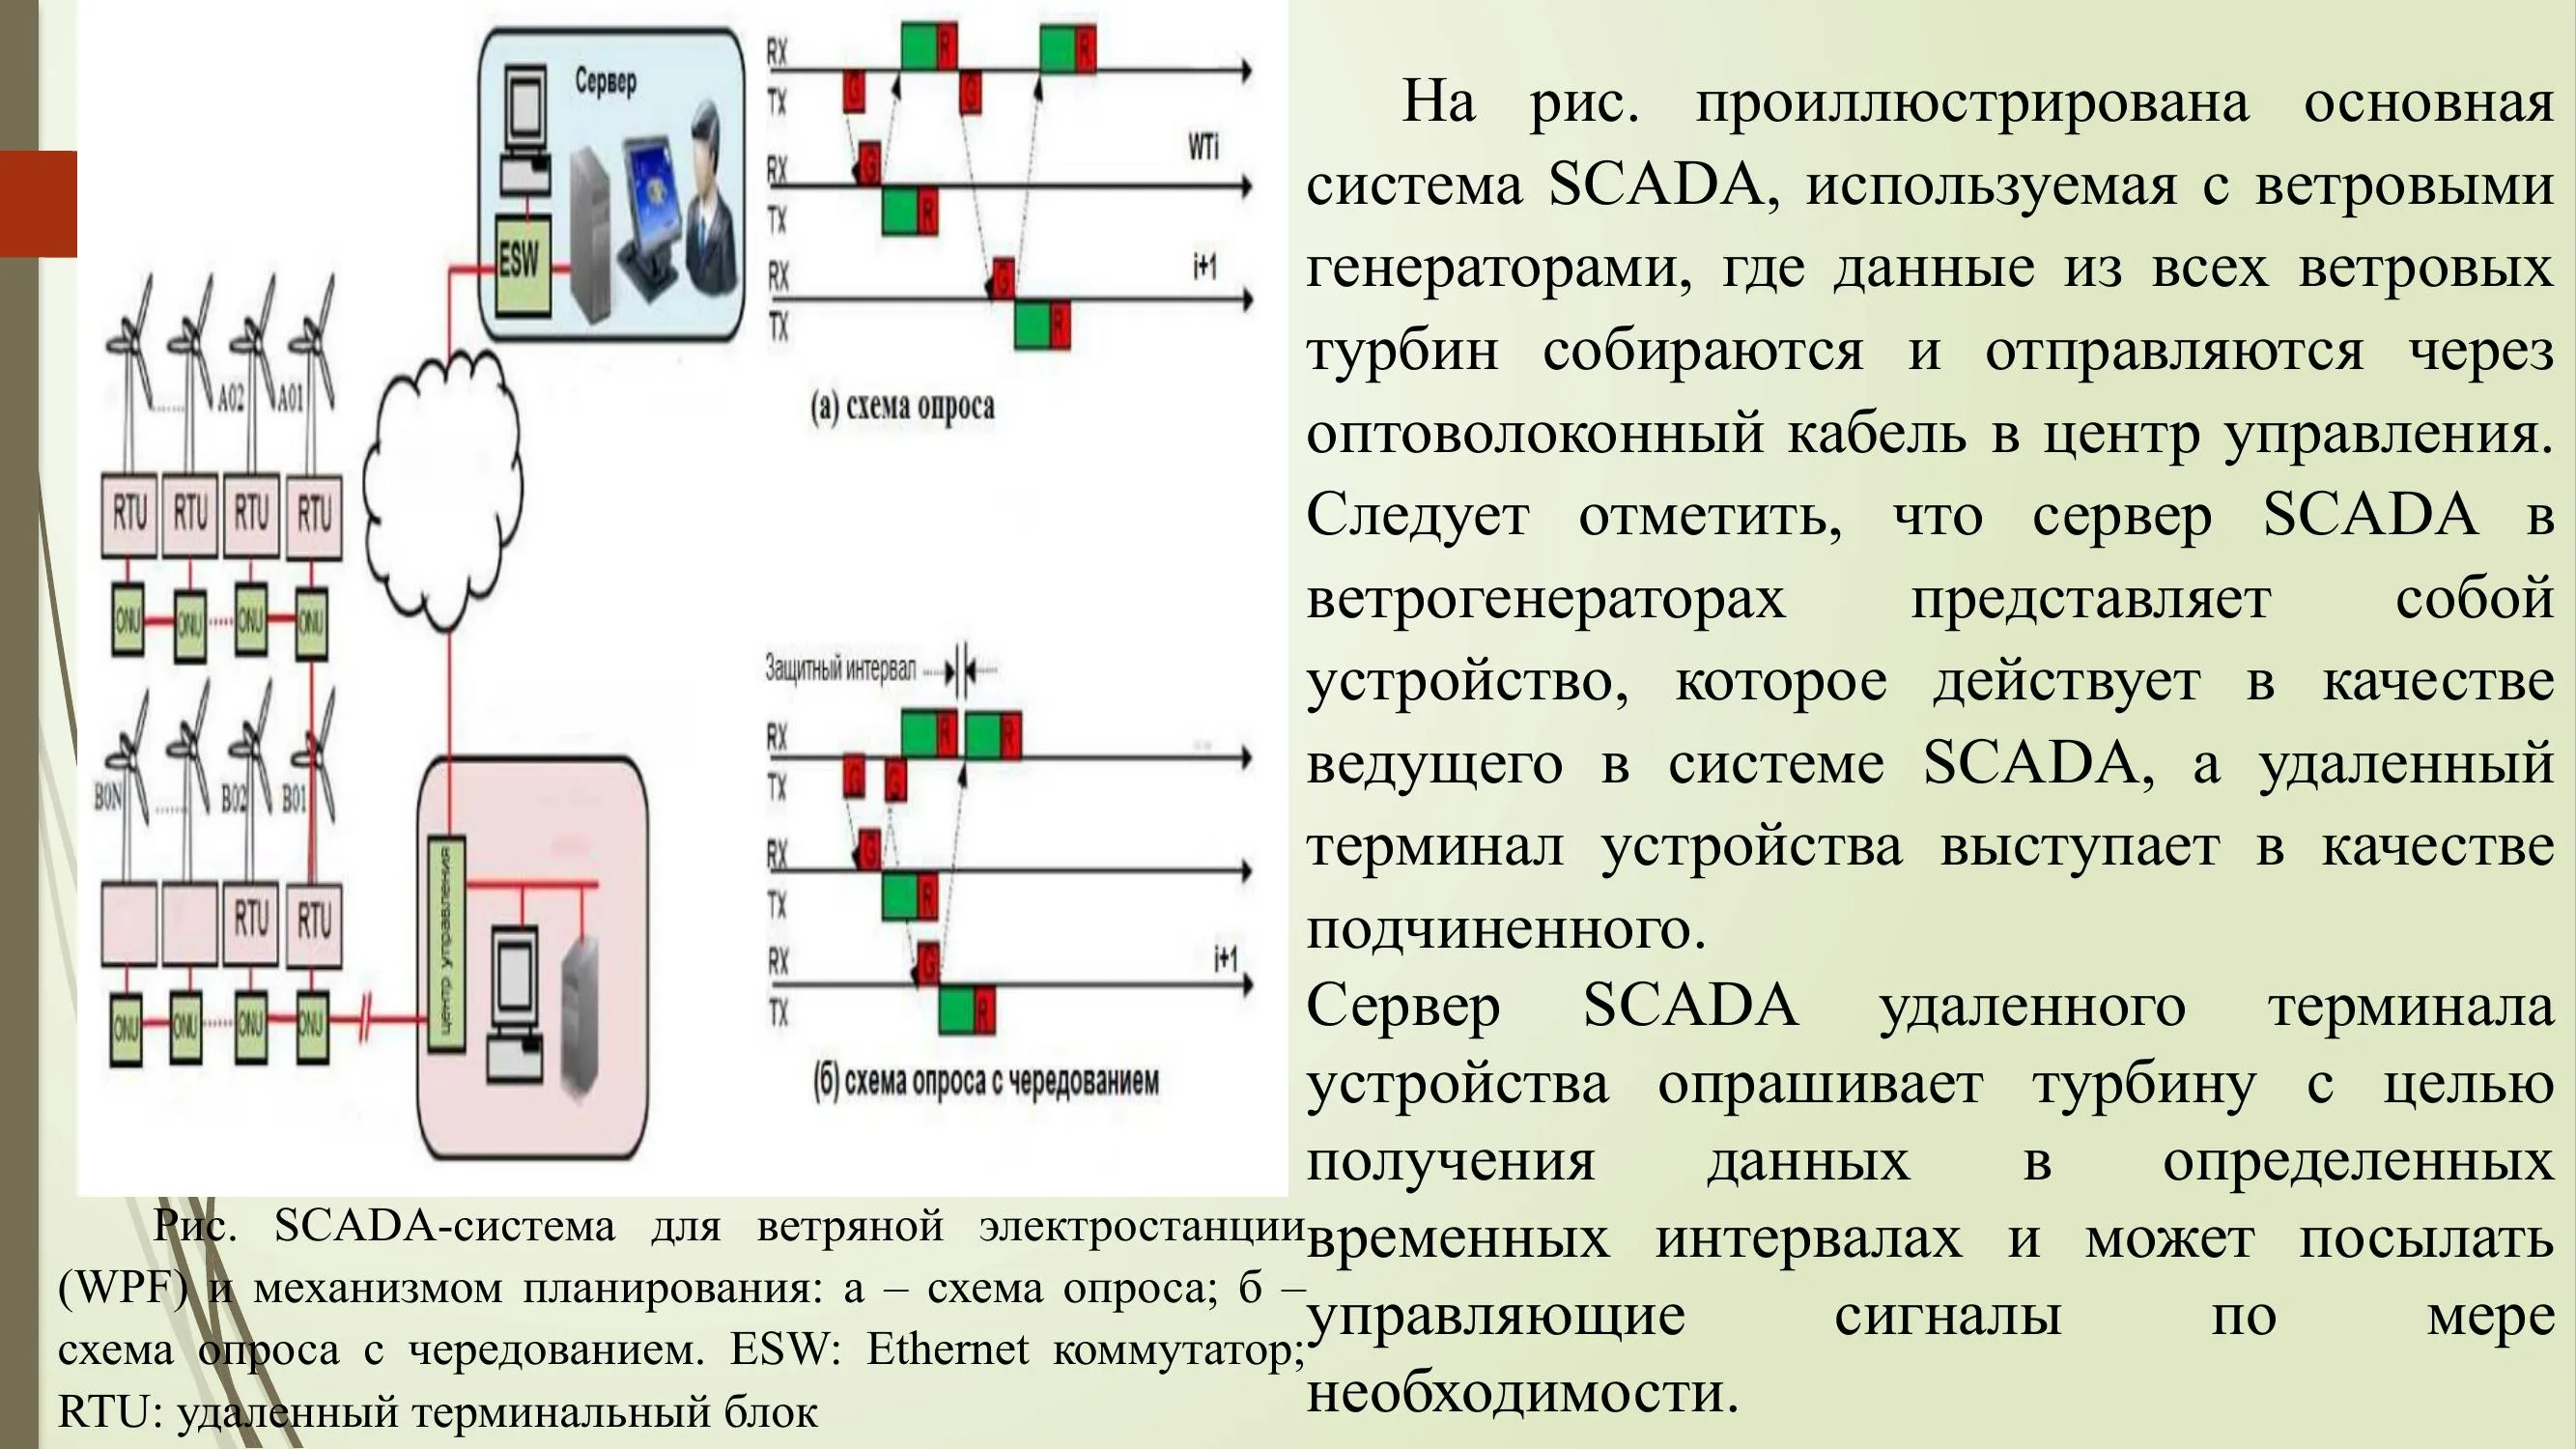 Сервер
ESW
A02
A01
RTU
RTU
RTU
RTU
ONU
ONU
ONU
ONU
B0N
B02
B01
RTU
RTU
ONU
ONU
ONU
ONU
центр управления
RX
R
R
TX
G
G
WTi
RX
G
TX
R
RX
G
i+1
TX
R
(а) схема опроса
Защитный интервал
RX
R
R
TX
G
G
RX
G
TX
R
RX
G
i+1
TX
R
(б) схема опроса с чередованием
Рис. SCADA-система для ветряной электростанции
(WPF) и механизмом планирования: а – схема опроса; б –
схема опроса с чередованием. ESW: Ethernet коммутатор;
RTU: удаленный терминальный блок
На рис. проиллюстрирована основная
система SCADA, используемая с ветровыми
генераторами, где данные из всех ветровых
турбин собираются и отправляются через
оптоволоконный кабель в центр управления.
Следует отметить, что сервер SCADA в
ветрогенераторах представляет собой
устройство, которое действует в качестве
ведущего в системе SCADA, а удаленный
терминал устройства выступает в качестве
подчиненного.
Сервер SCADA удаленного терминала
устройства опрашивает турбину с целью
получения данных в определенных
временных интервалах и может посылать
управляющие сигналы по мере
необходимости.